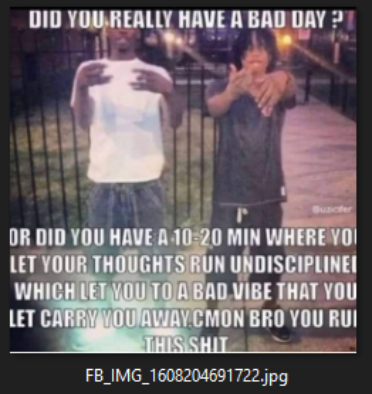 DID YOU REALLY HAVE A BAD DAY ?
@uzicifer
OR DID YOU HAVE A 10-20 MIN WHERE YO
LET YOUR THOUGHTS RUN UNDISCIPLINE
WHICH LET YOU TO A BAD VIBE THAT YOU
LET CARRY YOU AWAY.CMON BRO YOU RU
THIS SHIT
FB_IMG_1608204691722.jpg